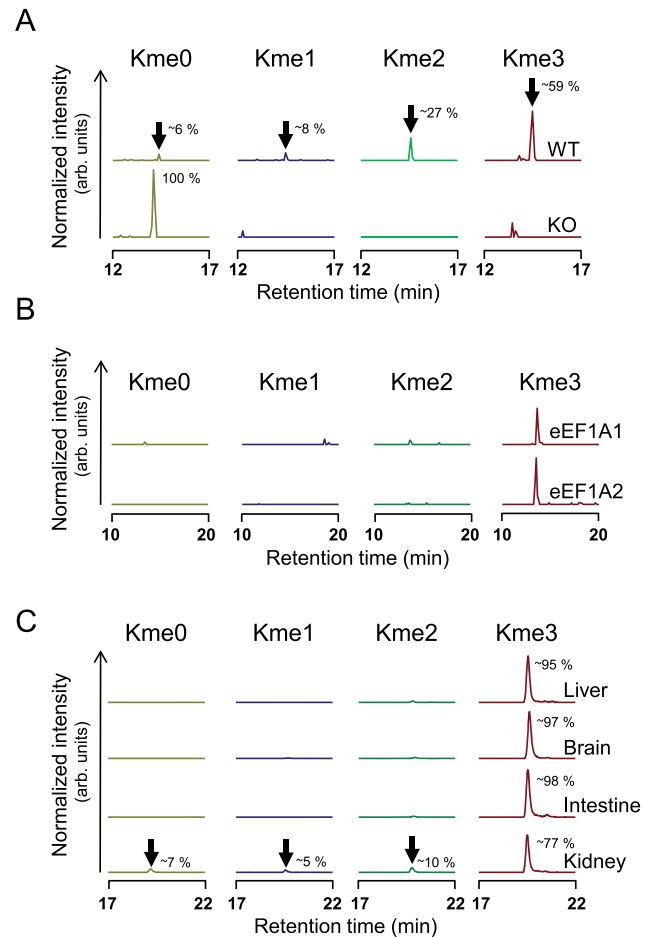 A
Kme0 Kme1 Kme2 Kme3
Normalized intensity
(arb. units)
~6 % ~8 % ~27 % ~59 %
WT
100 %
KO
12 17 12 17 12 17 12 17
Retention time (min)
B
Kme0 Kme1 Kme2 Kme3
Normalized intensity
(arb. units)
eEF1A1
eEF1A2
10 20 10 20 10 20 10 20
Retention time (min)
C
Kme0 Kme1 Kme2 Kme3
Normalized intensity
(arb. units)
~95 %
Liver
~97 %
Brain
~98 %
Intestine
~7 % ~5 % ~10 % ~77 %
Kidney
17 22 17 22 17 22 17 22
Retention time (min)